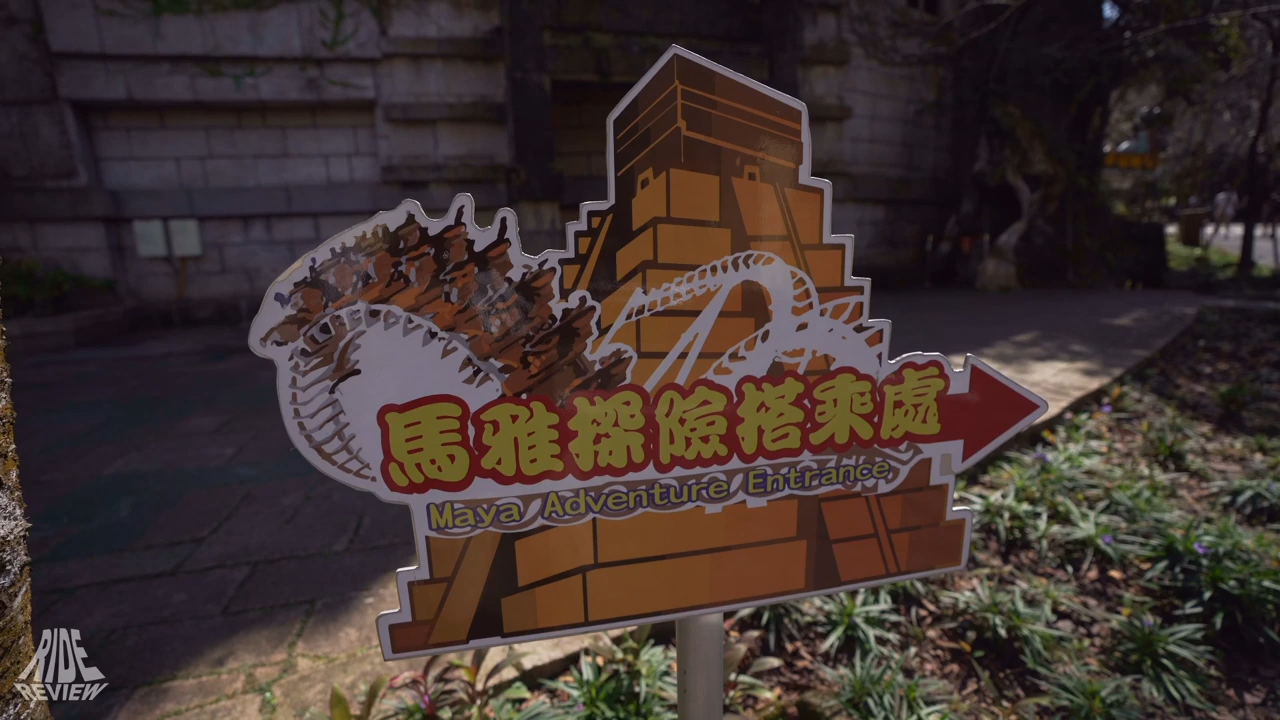 馬雅探險搭乘處
Maya Adventure Entrance
RIDE
REVIEW